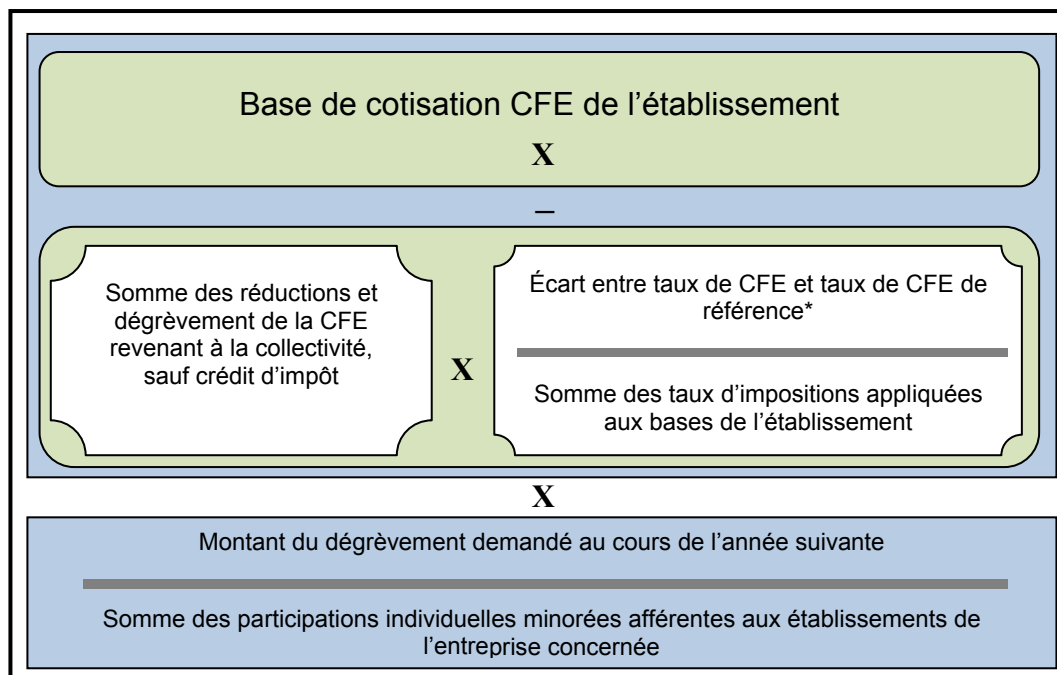 Base de cotisation CFE de l’établissement
X
–
Somme des réductions et
dégrèvement de la CFE
revenant à la collectivité,
sauf crédit d’impôt
X
Écart entre taux de CFE et taux de CFE de
référence*
Somme des taux d’impositions appliquées
aux bases de l’établissement
X
Montant du dégrèvement demandé au cours de l’année suivante
Somme des participations individuelles minorées afférentes aux établissements de
l’entreprise concernée